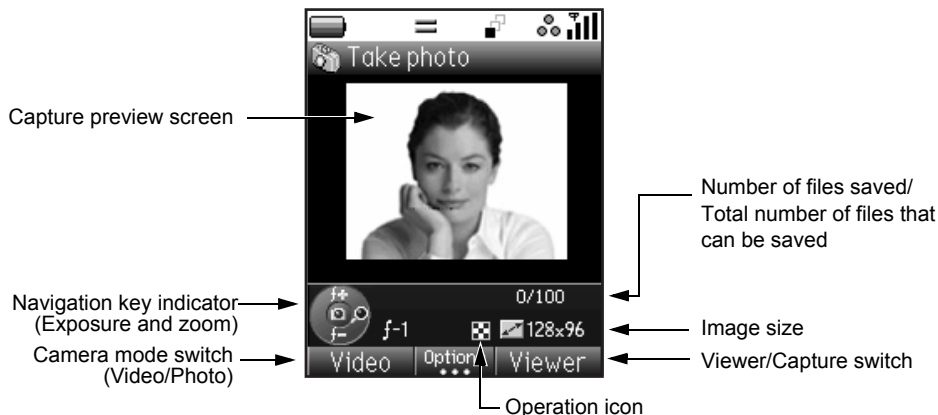 Take photo
Capture preview screen
Number of files saved/
Total number of files that
can be saved
f+
0/100
Navigation key indicator
(Exposure and zoom)
f-
f-1
128x96
Image size
Camera mode switch
(Video/Photo)
Video
Option
Viewer
Viewer/Capture switch
Operation icon